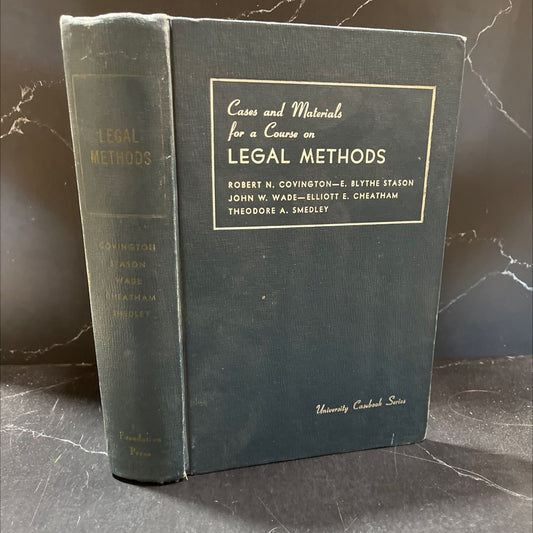 LEGAL
METHODS
COVINGTON
STASON
WADE
CHEATHAM
SMEDLEY
Foundation
Press
Cases and Materials
for a Course on
LEGAL METHODS
ROBERT N. COVINGTON—E. BLYTHE STASON
JOHN W. WADE—ELLIOTT E. CHEATHAM
THEODORE A. SMEDLEY
University Casebook Series